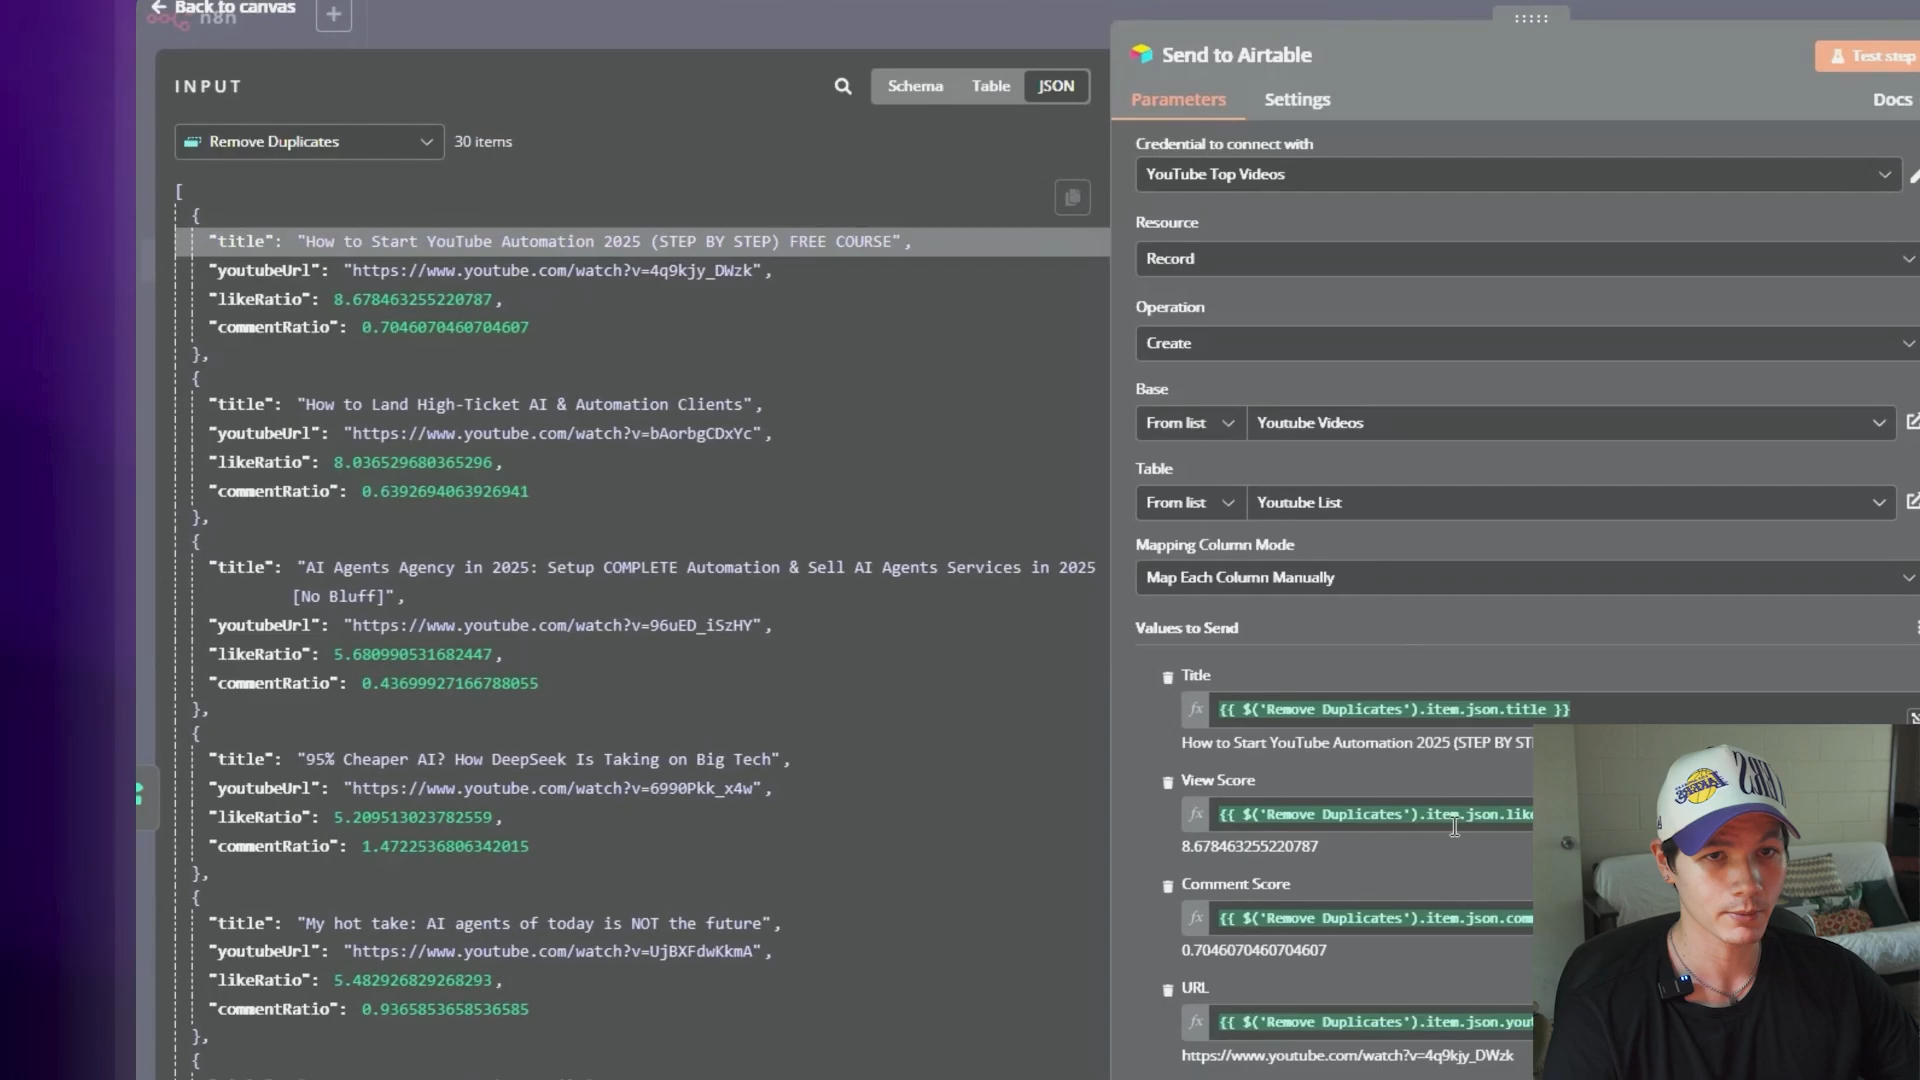 Back to canvas
n8n
INPUT
Schema Table JSON
Remove Duplicates 30 items
[
{
"title": "How to Start YouTube Automation 2025 (STEP BY STEP) FREE COURSE",
"youtubeUrl": "https://www.youtube.com/watch?v=4q9kjy_DWzk",
"likeRatio": 8.678463255220787,
"commentRatio": 0.7046070460704607
},
{
"title": "How to Land High-Ticket AI & Automation Clients",
"youtubeUrl": "https://www.youtube.com/watch?v=bAorbgCDxYc",
"likeRatio": 8.036529680365296,
"commentRatio": 0.6392694063926941
},
{
"title": "AI Agents Agency in 2025: Setup COMPLETE Automation & Sell AI Agents Services in 2025
[No Bluff]",
"youtubeUrl": "https://www.youtube.com/watch?v=96uED_iSzHY",
"likeRatio": 5.680990531682447,
"commentRatio": 0.43699927166788055
},
{
"title": "95% Cheaper AI? How DeepSeek Is Taking on Big Tech",
"youtubeUrl": "https://www.youtube.com/watch?v=6990Pkk_x4w",
"likeRatio": 5.209513023782559,
"commentRatio": 1.4722536806342015
},
{
"title": "My hot take: AI agents of today is NOT the future",
"youtubeUrl": "https://www.youtube.com/watch?v=UjBXFdwKkmA",
"likeRatio": 5.482926829268293,
"commentRatio": 0.9365853658536585
},
{
Send to Airtable
Test step
Parameters Settings Docs
Credential to connect with
YouTube Top Videos
Resource
Record
Operation
Create
Base
From list Youtube Videos
Table
From list Youtube List
Mapping Column Mode
Map Each Column Manually
Values to Send
Title
fx {{ $('Remove Duplicates').item.json.title }}
How to Start YouTube Automation 2025 (STEP BY STE
View Score
fx {{ $('Remove Duplicates').item.json.like
8.678463255220787
Comment Score
fx {{ $('Remove Duplicates').item.json.com
0.7046070460704607
URL
fx {{ $('Remove Duplicates').item.json.you
https://www.youtube.com/watch?v=4q9kjy_DWzk